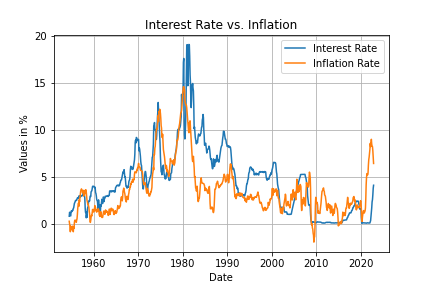 Interest Rate vs. Inflation
Values in %
20
15
10
5
0
Interest Rate
Inflation Rate
1960 1970 1980 1990 2000 2010 2020
Date